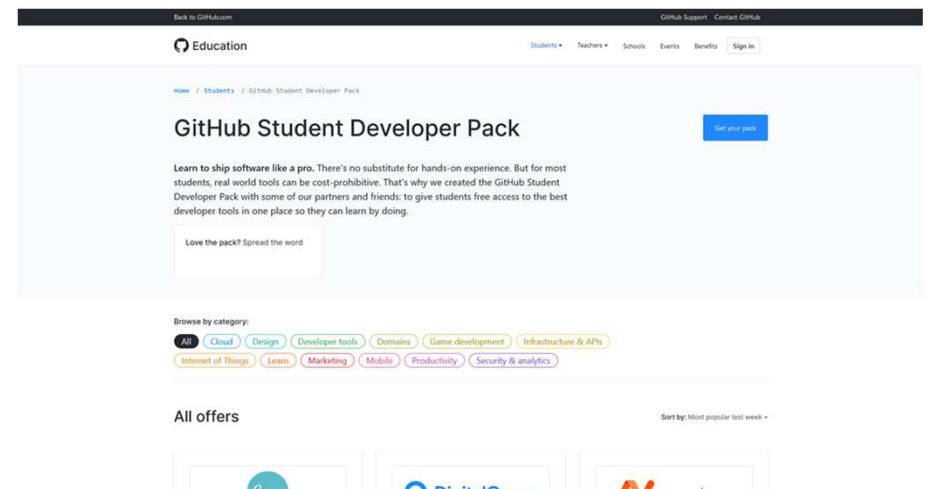 Back to GitHub.com GitHub Support Contact GitHub
Education Students Teachers Schools Events Benefits Sign in
Home / Students / GitHub Student Developer Pack
GitHub Student Developer Pack
Get your pack
Learn to ship software like a pro. There's no substitute for hands-on experience. But for most
students, real world tools can be cost-prohibitive. That's why we created the GitHub Student
Developer Pack with some of our partners and friends: to give students free access to the best
developer tools in one place so they can learn by doing.
Love the pack? Spread the word
Browse by category:
All Cloud Design Developer tools Domains Game development Infrastructure & APIs
Internet of Things Learn Marketing Mobile Productivity Security & analytics
All offers
Sort by: Most popular last week